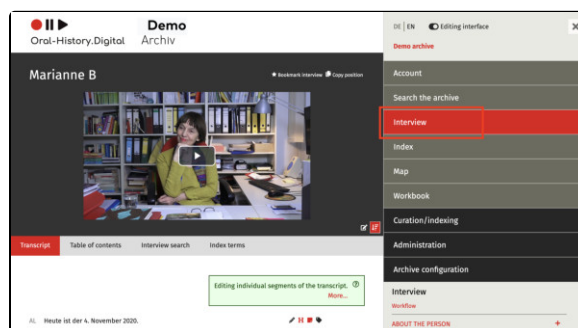 Oral-History.Digital
Demo
Archiv
Marianne B
Bookmark interview Copy position
Transcript Table of contents Interview search Index terms
Editing individual segments of the transcript.
More...
AL Heute ist der 4. November 2020.
DE | EN Editing interface
Demo archive
Account
Search the archive
Interview
Index
Map
Workbook
Curation/indexing
Administration
Archive configuration
Interview
Workflow
ABOUT THE PERSON +